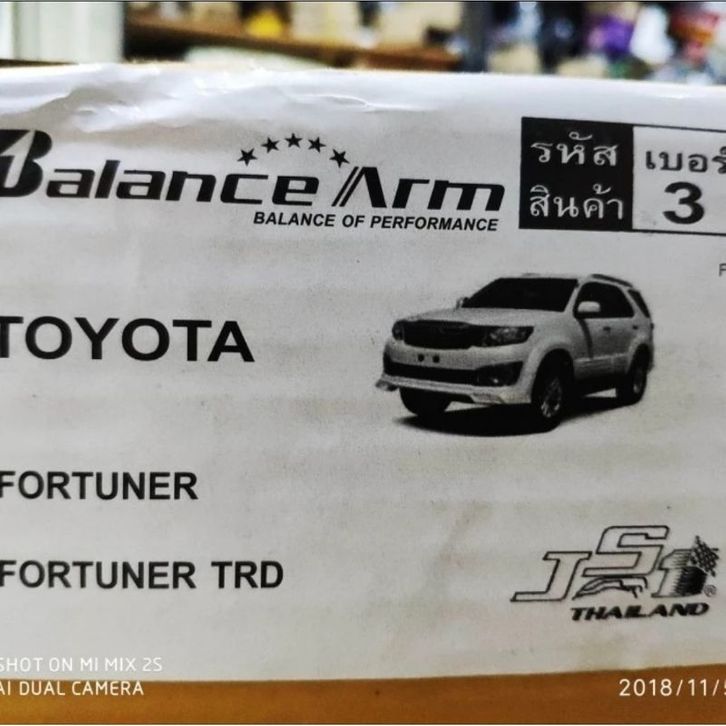 Balance Arm
BALANCE OF PERFORMANCE
รหัส
สินค้า
เบอร์
3
TOYOTA
FORTUNER
FORTUNER TRD
JS1®
THAILAND
SHOT ON MI MIX 2S
AI DUAL CAMERA
2018/11/